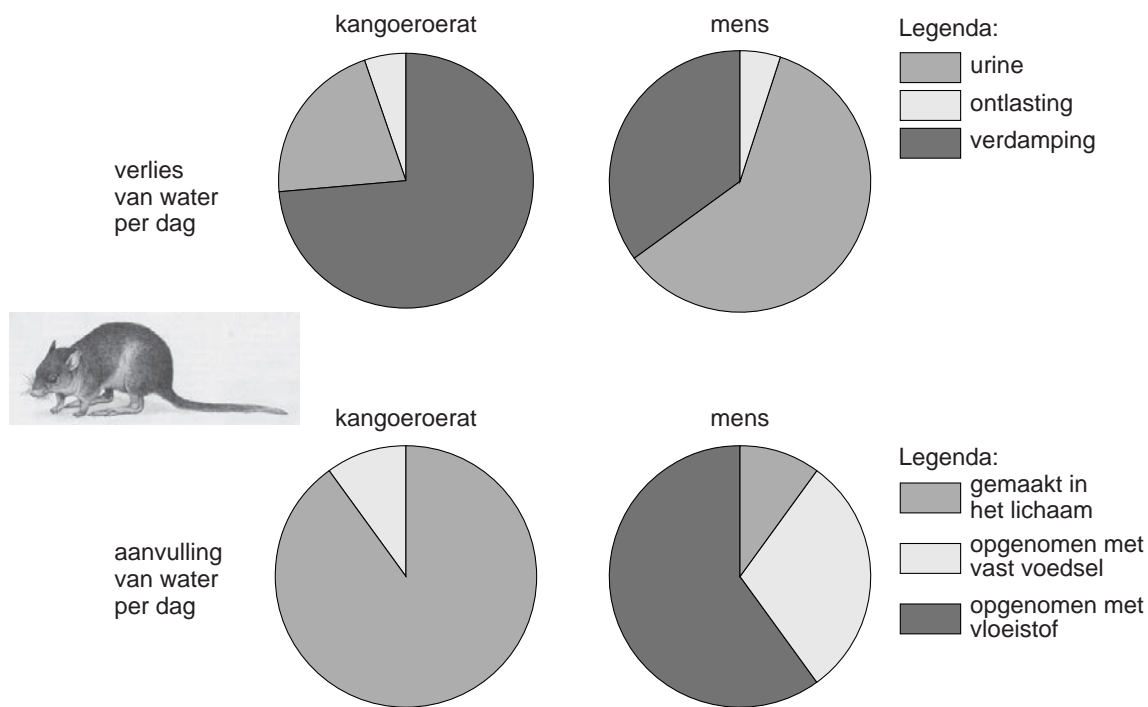 kangoeroerat
mens
Legenda:
urine
ontlasting
verdamping
verlies
van water
per dag
kangoeroerat
mens
Legenda:
gemaakt in
het lichaam
opgenomen met
vast voedsel
opgenomen met
vloeistof
aanvulling
van water
per dag